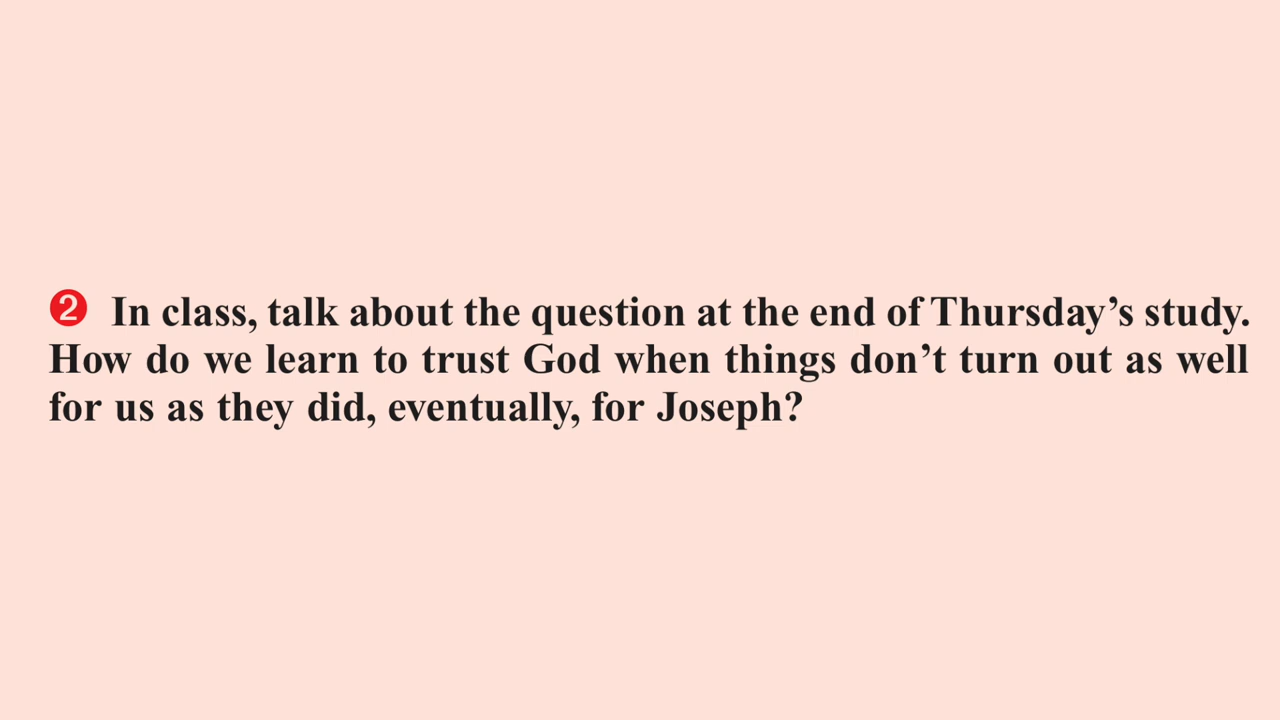 ❷ In class, talk about the question at the end of Thursday’s study.
How do we learn to trust God when things don’t turn out as well
for us as they did, eventually, for Joseph?